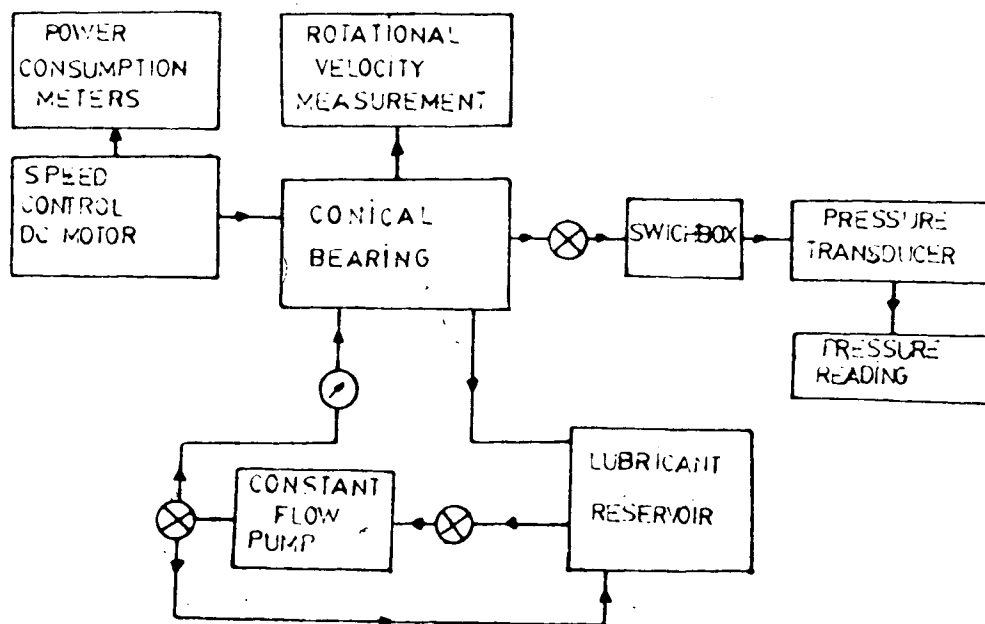 POWER
CONSUMPTION
METERS
ROTATIONAL
VELOCITY
MEASUREMENT
SPEED
CONTROL
DC MOTOR
CONICAL
BEARING
SWICHBOX
PRESSURE
TRANSDUCER
PRESSURE
READING
LUBRICANT
RESERVOIR
CONSTANT
FLOW
PUMP